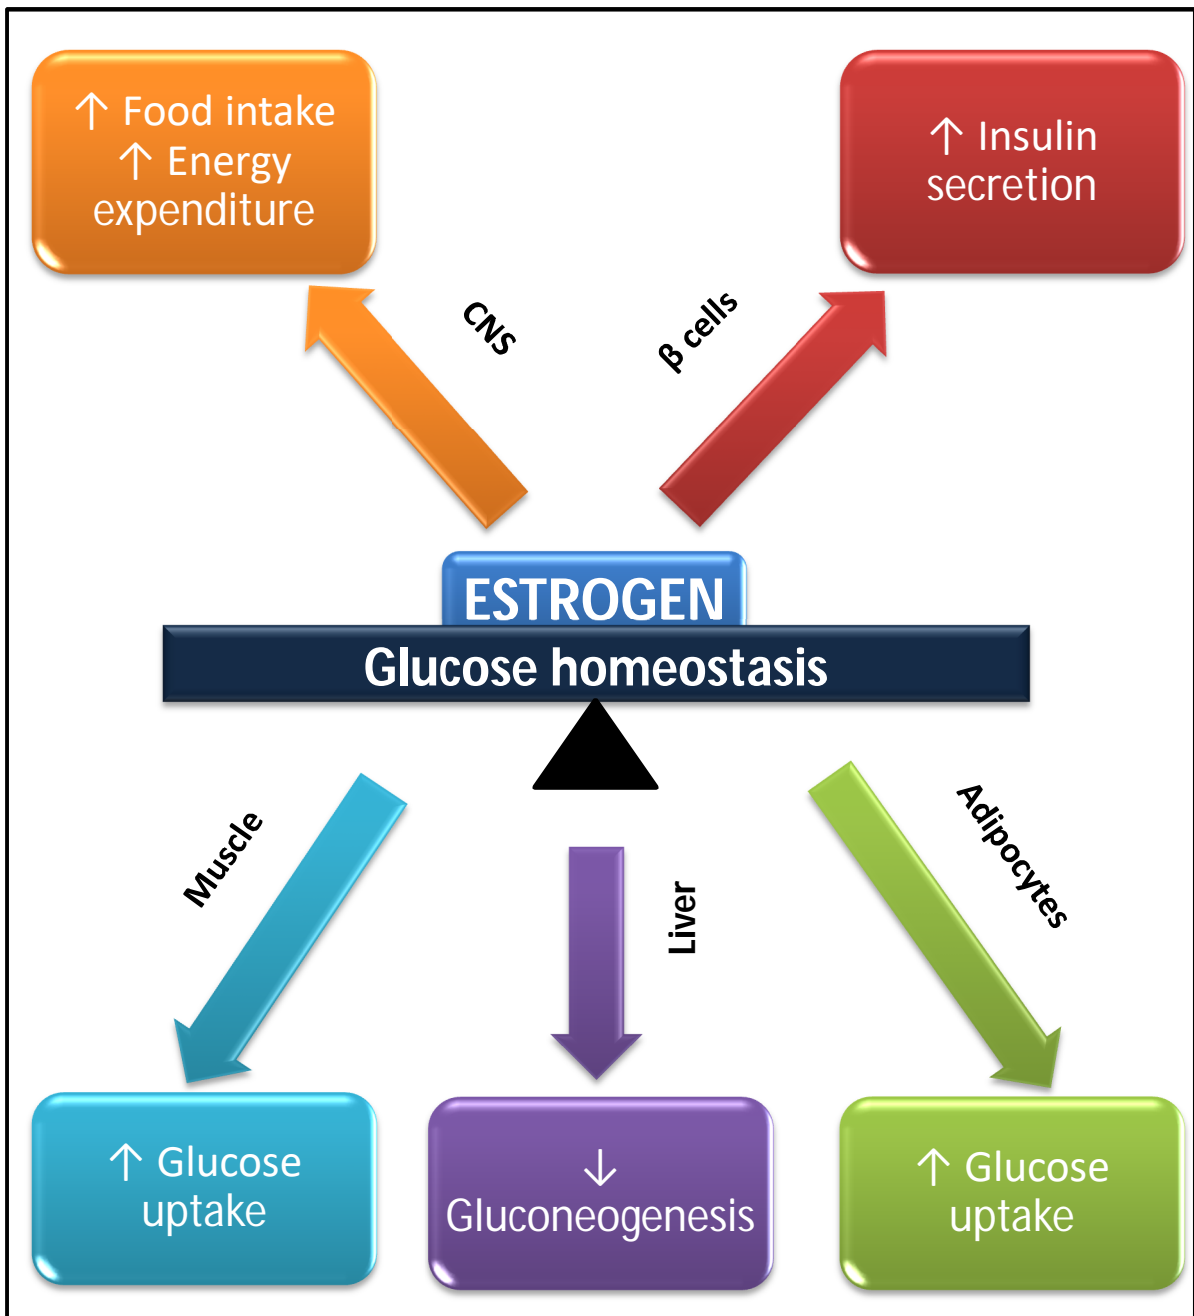 ↑ Food intake
↑ Energy
expenditure
↑ Insulin
secretion
CNS
β cells
ESTROGEN
Glucose homeostasis
Muscle
Liver
Adipocytes
↑ Glucose
uptake
↓
Gluconeogenesis
↑ Glucose
uptake